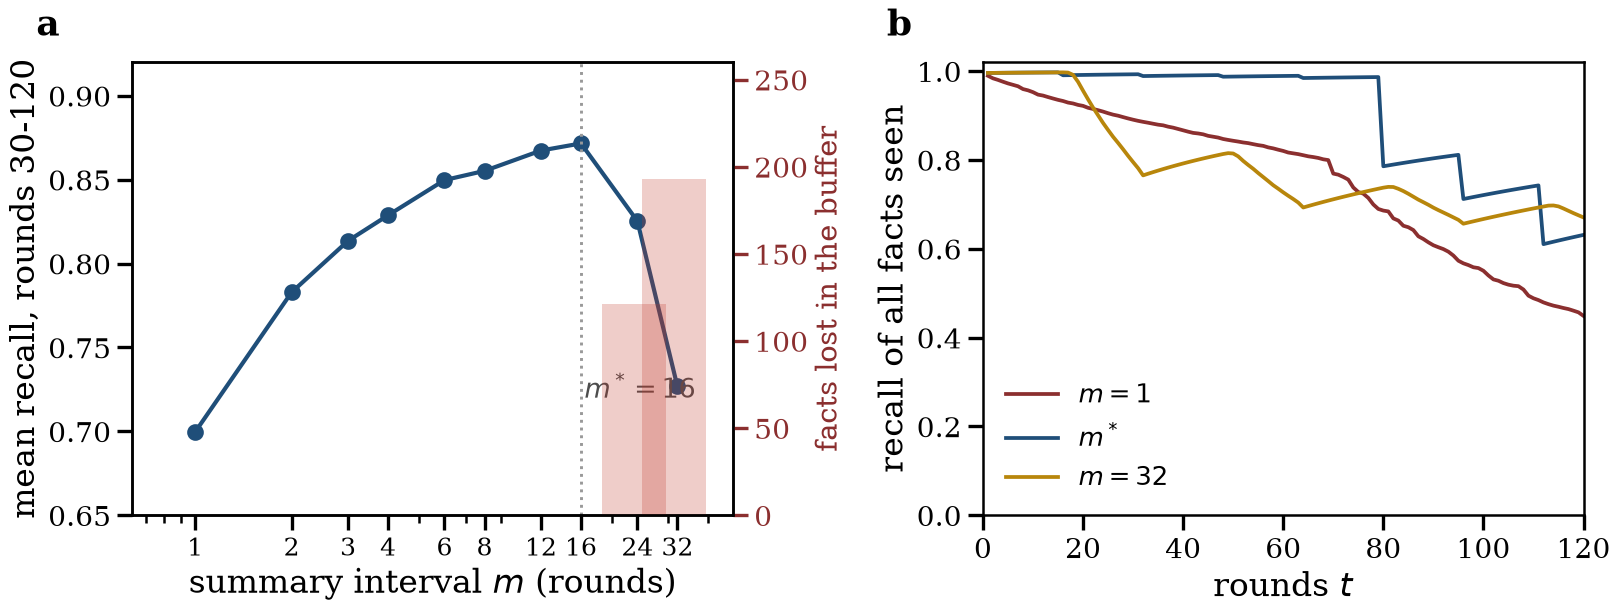 a
mean recall, rounds 30-120
0.90
0.85
0.80
0.75
0.70
0.65
250
200
150
100
50
0
facts lost in the buffer
m* = 16
1 2 3 4 6 8 12 16 24 32
summary interval m (rounds)
b
recall of all facts seen
1.0
0.8
0.6
0.4
0.2
0.0
m = 1
m*
m = 32
0 20 40 60 80 100 120
rounds t